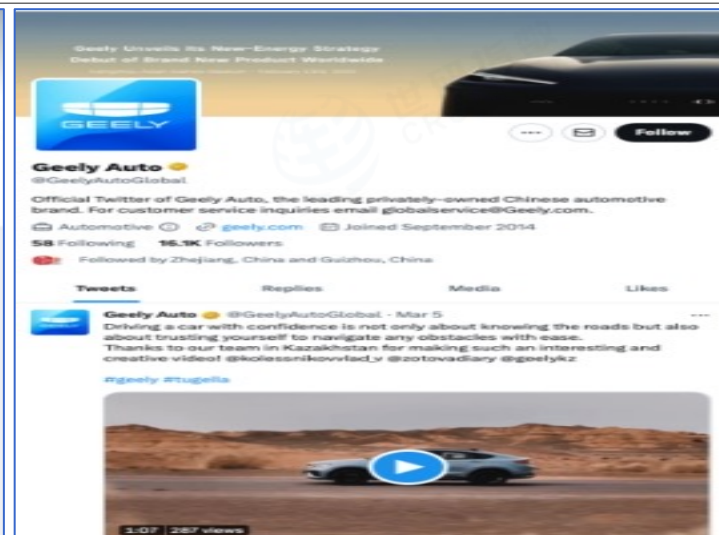 Geely Unveils Its New-Energy Strategy
Debut of Brand New Product Worldwide
GEELY
Follow
Geely Auto
@GeelyAutoGlobal
Official Twitter of Geely Auto, the leading privately-owned Chinese automotive
brand. For customer service inquiries email globalservice@Geely.com.
Automotive geely.com Joined September 2014
58 Following 16.1K Followers
Followed by Zhejiang, China and Guizhou, China
Tweets Replies Media Likes
Geely Auto @GeelyAutoGlobal · Mar 5
Driving a car with confidence is not only about knowing the roads but also
about trusting yourself to navigate any obstacles with ease.
Thanks to our team in Kazakhstan for making such an interesting and
creative video! @kolessnikovvlad_v @zotovadiary @geelykz
#geely #tugella
1:07 287 views